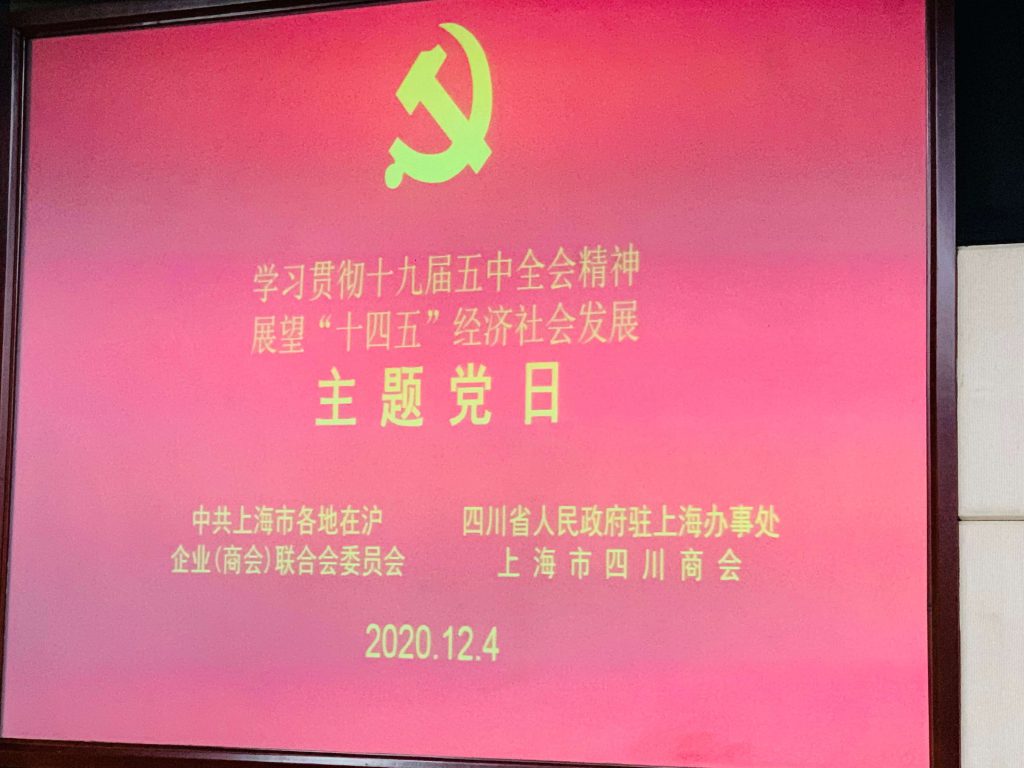 学习贯彻十九届五中全会精神
展望“十四五”经济社会发展
主题党日
中共上海市各地在沪
企业(商会)联合会委员会
四川省人民政府驻上海办事处
上海市四川商会
2020.12.4